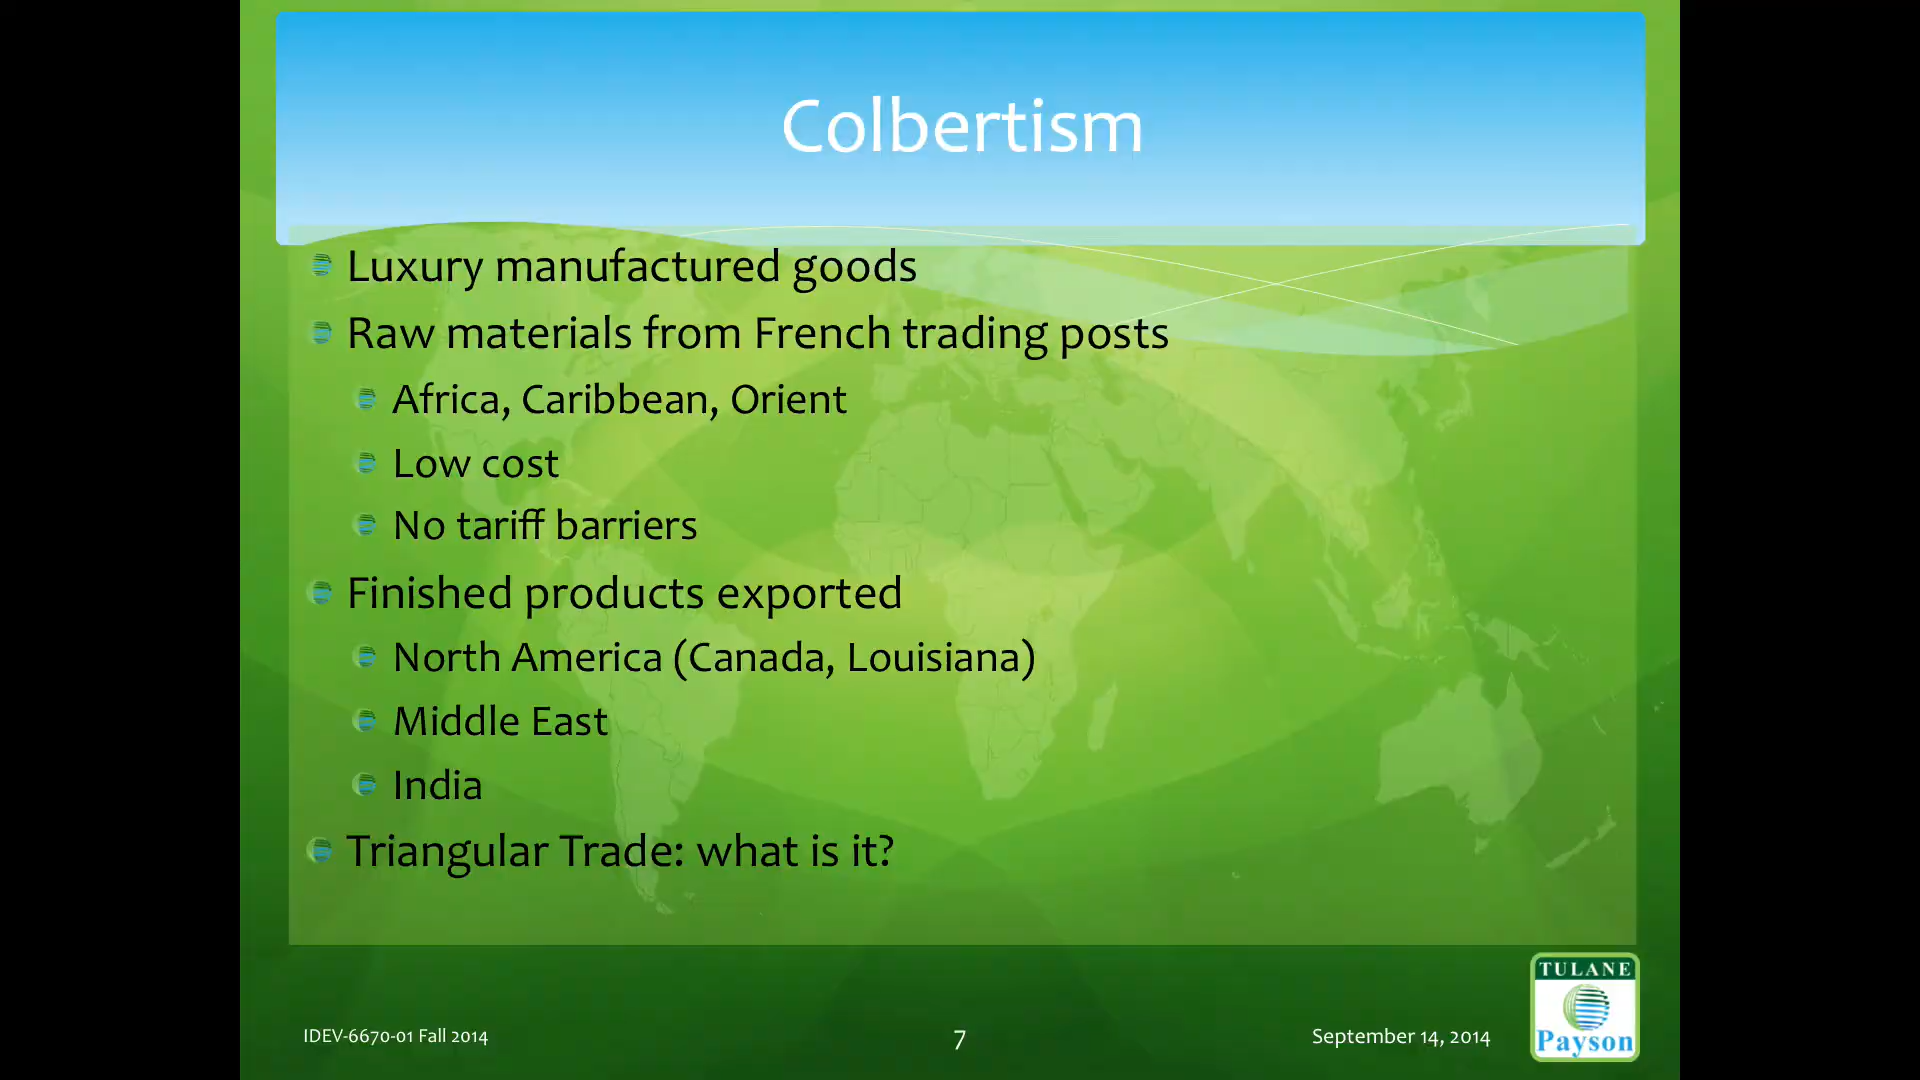 Colbertism
Luxury manufactured goods
Raw materials from French trading posts
Africa, Caribbean, Orient
Low cost
No tariff barriers
Finished products exported
North America (Canada, Louisiana)
Middle East
India
Triangular Trade: what is it?
IDEV-6670-01 Fall 2014
7
September 14, 2014
TULANE
Payson